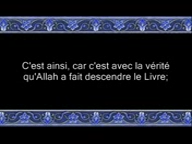 C'est ainsi, car c'est avec la vérité
qu'Allah a fait descendre le Livre;